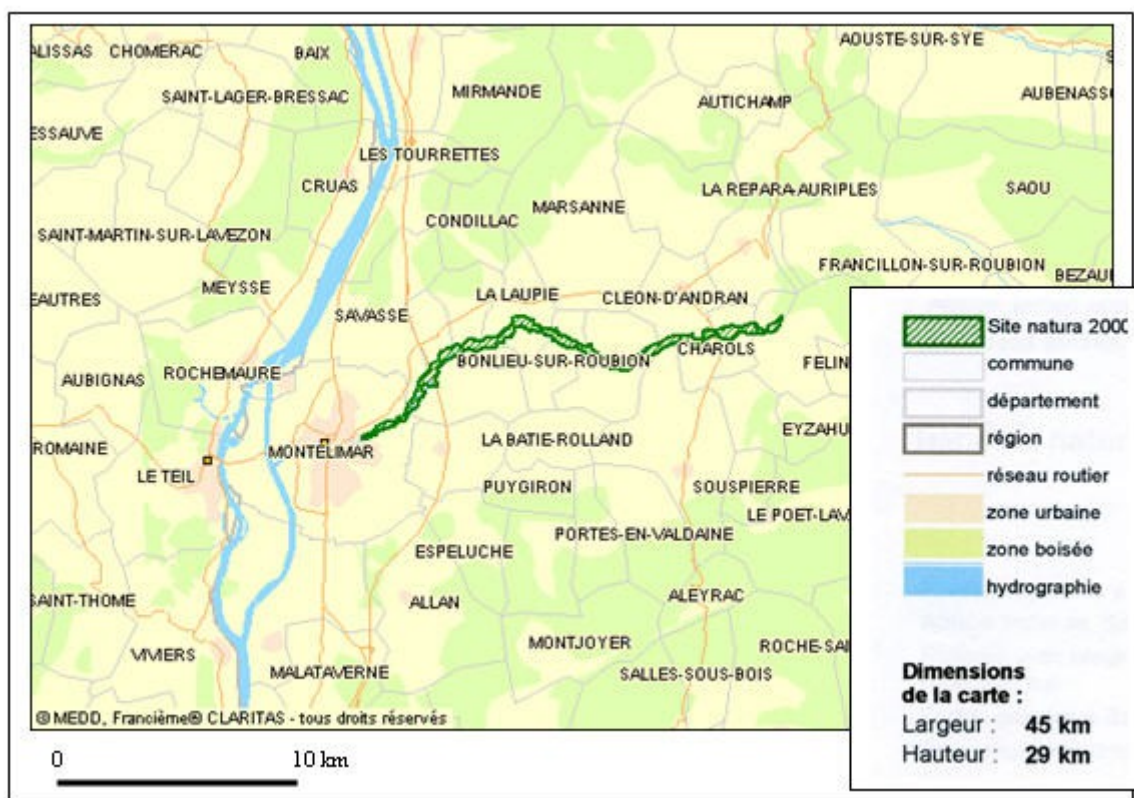 ALISSAS CHOMERAC BAIX
AOUSTE-SUR-SYE
SAINT-LAGER-BRESSAC MIRMANDE
AUTICHAMP AUBENASS
ESSAUVE
LES TOURRETTES
CRUAS LA REPARA-AURIPLES SAOU
CONDILLAC MARSANNE
SAINT-MARTIN-SUR-LAVEZON
FRANCILLON-SUR-ROUBION BEZAU
EAUTRES MEYSSE LA LAUPIE CLEON-D'ANDRAN
SAVASSE
AUBIGNAS ROCHEMAURE BONLIEU-SUR-ROUBION CHAROLS FELIN
ROMAINE LA BATIE-ROLLAND EYZAHU
MONTELIMAR
LE TEIL PUYGIRON SOUSPIERRE
LE POET-LAV
PORTES-EN-VALDAINE
ESPELUCHE
SAINT-THOME ALLAN ALEYRAC
VIVIERS MONTJOYER ROCHE-SAI
MALATAVERNE SALLES-SOUS-BOIS
© MEDD, Francième® CLARITAS - tous droits réservés
0 10 km
Site natura 2000
commune
département
région
réseau routier
zone urbaine
zone boisée
hydrographie
Dimensions
de la carte :
Largeur : 45 km
Hauteur : 29 km